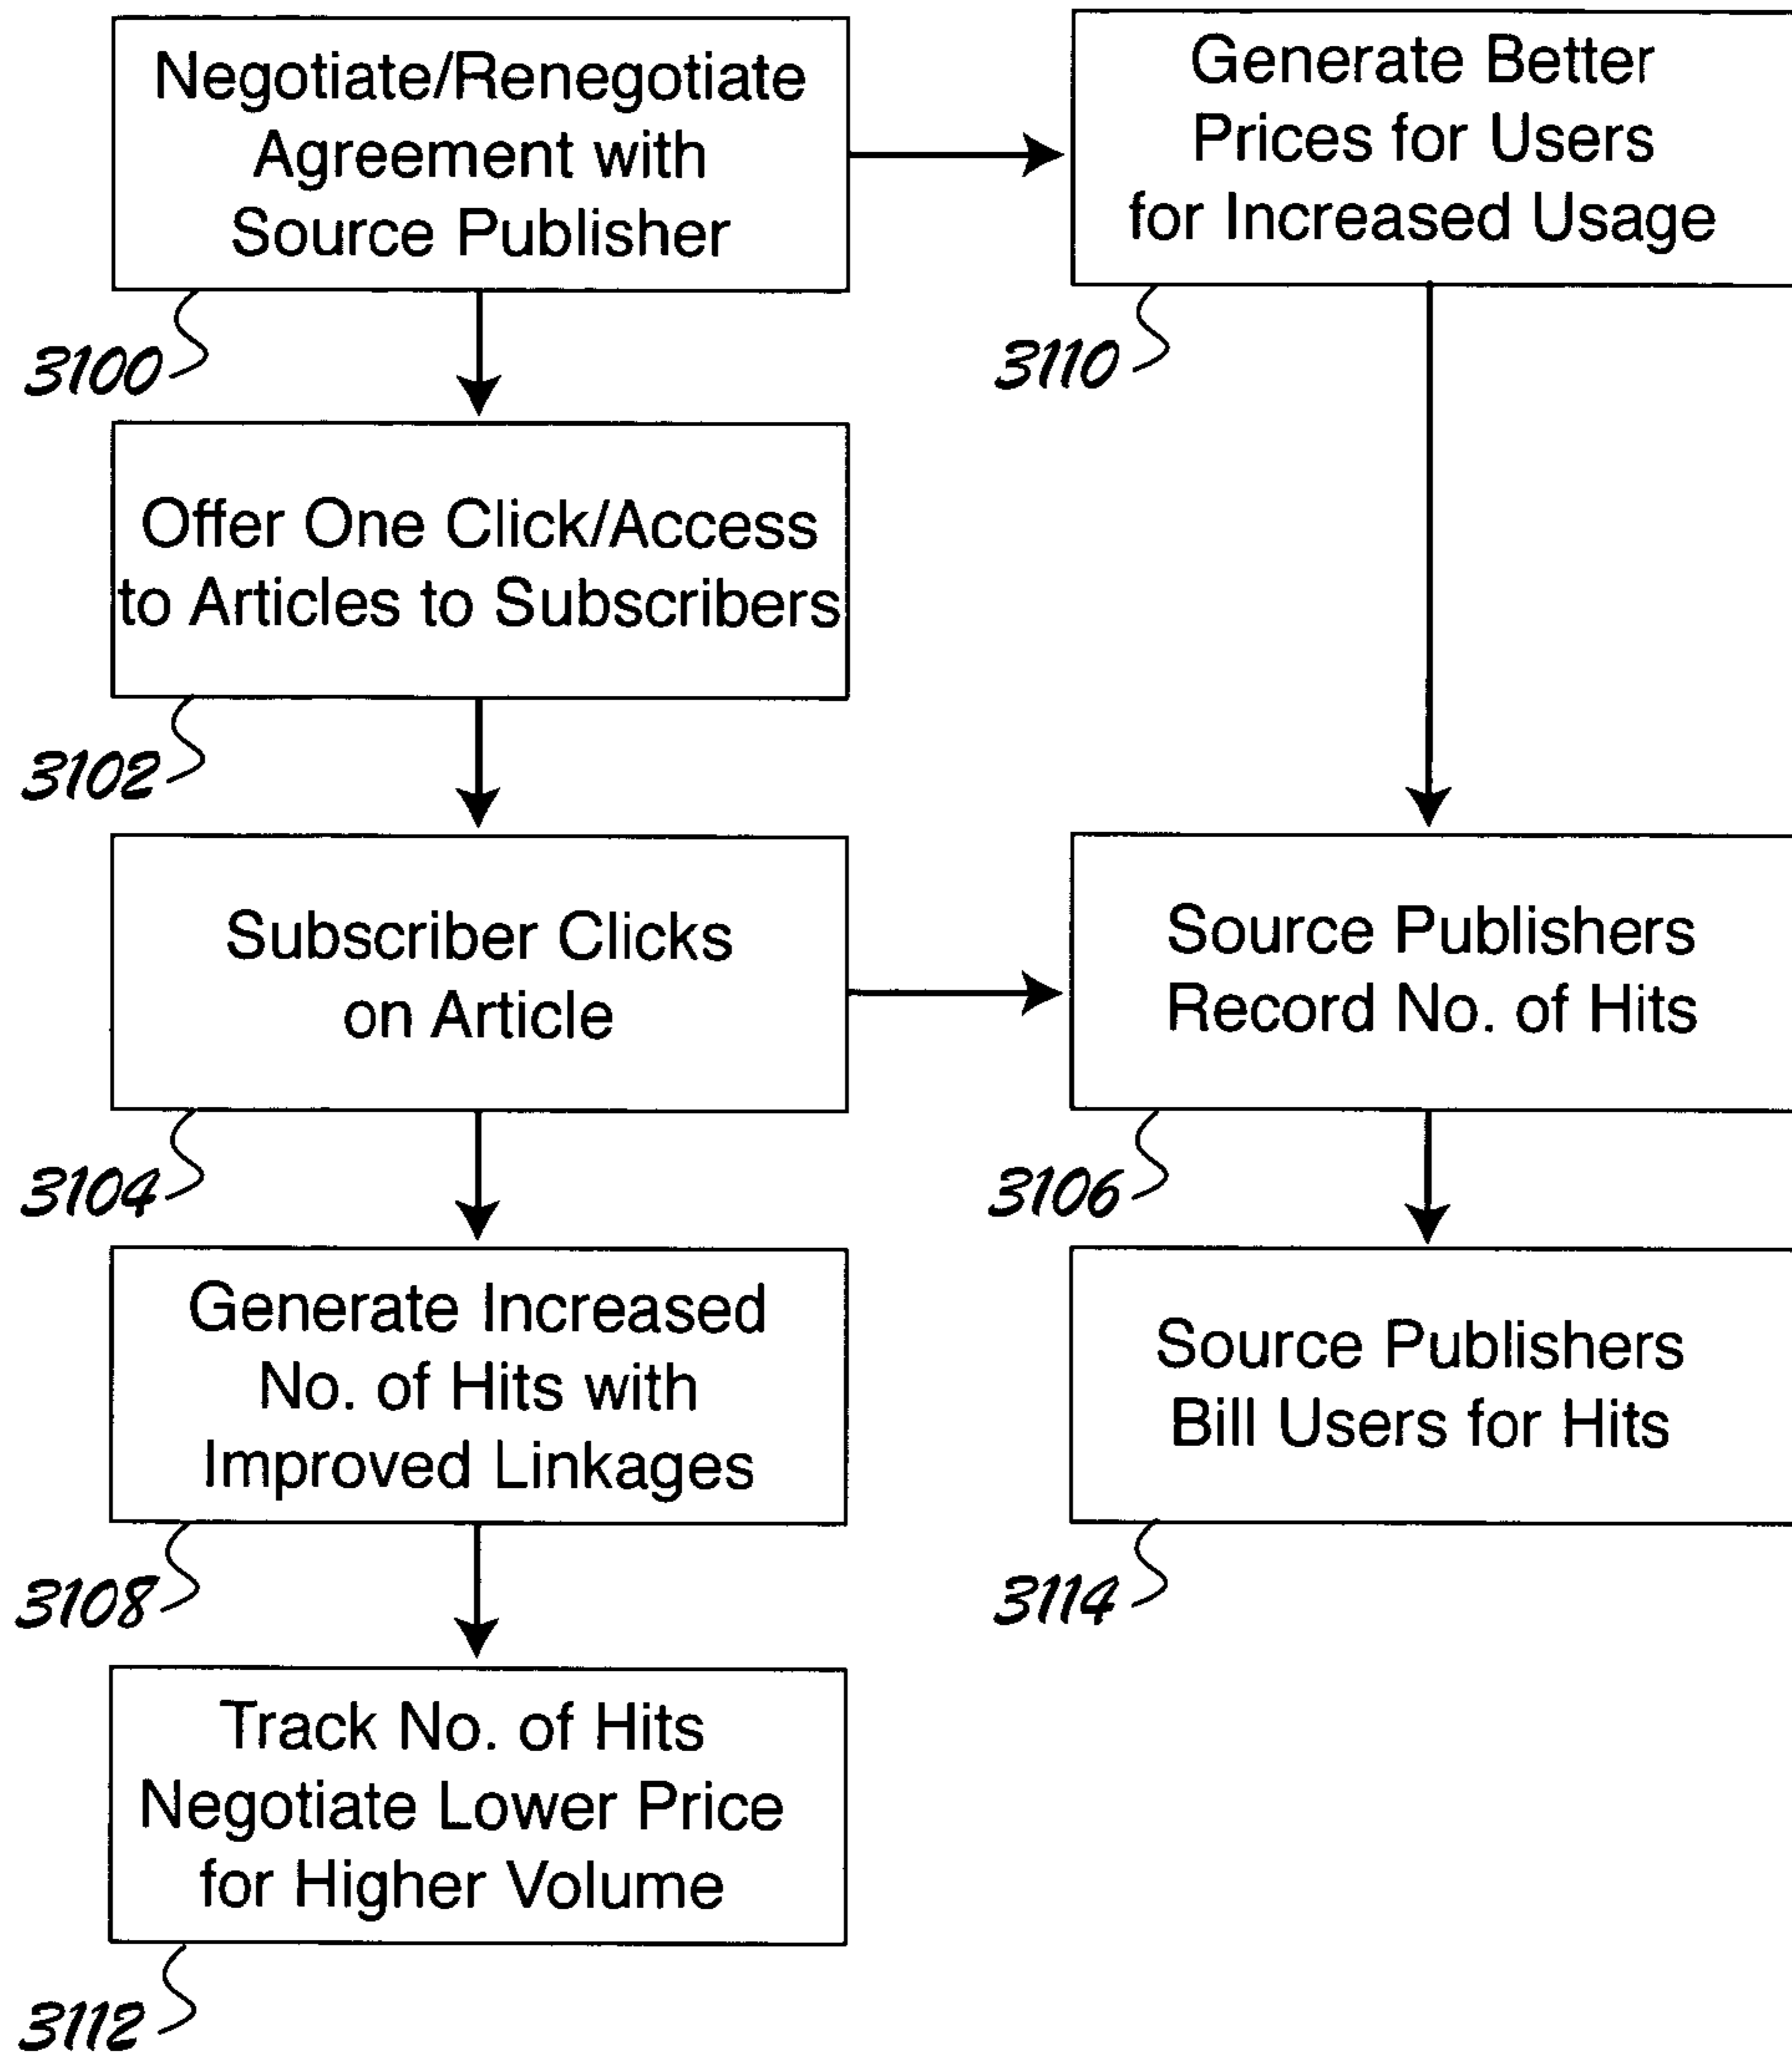 Negotiate/Renegotiate
Agreement with
Source Publisher
3100
Generate Better
Prices for Users
for Increased Usage
3110
Offer One Click/Access
to Articles to Subscribers
3102
Subscriber Clicks
on Article
3104
Source Publishers
Record No. of Hits
3106
Generate Increased
No. of Hits with
Improved Linkages
3108
Source Publishers
Bill Users for Hits
3114
Track No. of Hits
Negotiate Lower Price
for Higher Volume
3112